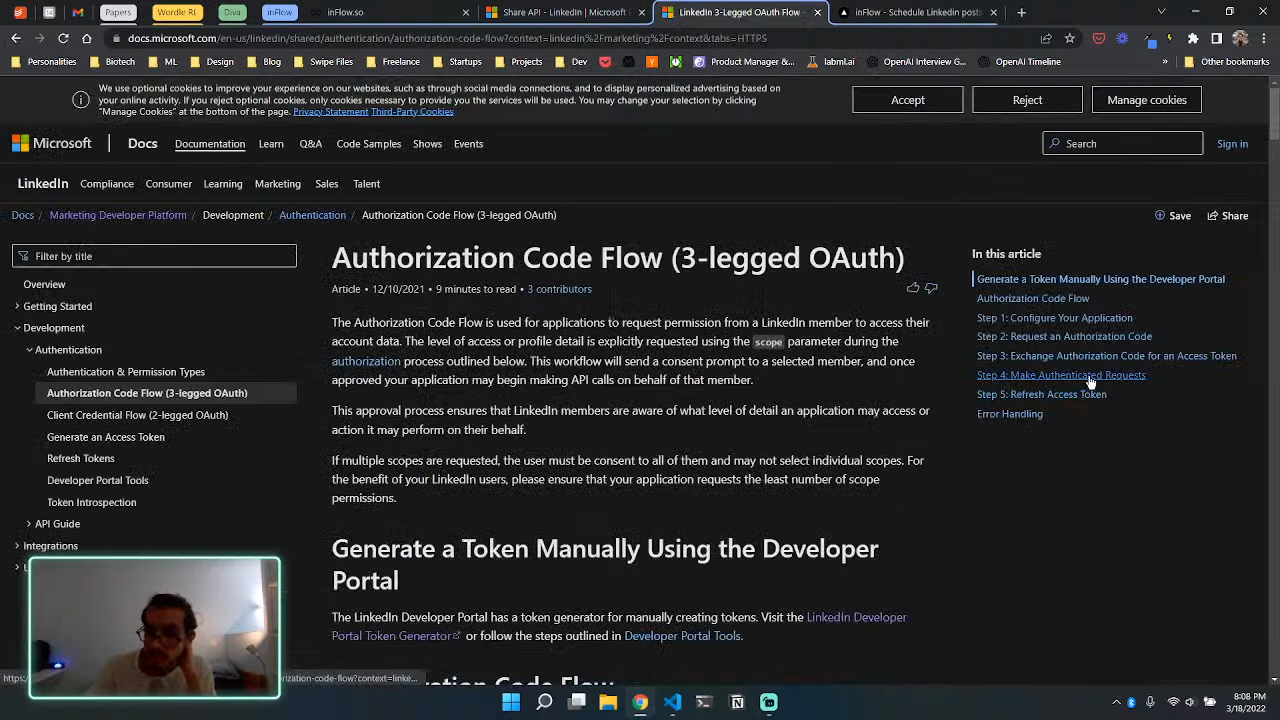 Papers
Wordle RL
Diva
inFlow
inFlow.so
Share API - LinkedIn | Microsoft
LinkedIn 3-Legged OAuth Flow
inFlow - Schedule Linkedin posts
docs.microsoft.com/en-us/linkedin/shared/authentication/authorization-code-flow?context=linkedin%2Fmarketing%2Fcontext&tabs=HTTPS
Personalities
Biotech
ML
Design
Blog
Swipe Files
Freelance
Startups
Projects
Dev
Product Manager &...
labmLai
OpenAI Interview G...
OpenAI Timeline
»
Other bookmarks
We use optional cookies to improve your experience on our websites, such as through social media connections, and to display personalized advertising based on
your online activity. If you reject optional cookies, only cookies necessary to provide you the services will be used. You may change your selection by clicking
"Manage Cookies" at the bottom of the page. Privacy Statement Third-Party Cookies
Accept
Reject
Manage cookies
Microsoft
Docs
Documentation
Learn
Q&A
Code Samples
Shows
Events
Search
Sign in
LinkedIn
Compliance
Consumer
Learning
Marketing
Sales
Talent
Docs / Marketing Developer Platform / Development / Authentication / Authorization Code Flow (3-legged OAuth)
Save
Share
Filter by title
Overview
Getting Started
Development
Authentication
Authentication & Permission Types
Authorization Code Flow (3-legged OAuth)
Client Credential Flow (2-legged OAuth)
Generate an Access Token
Refresh Tokens
Developer Portal Tools
Token Introspection
API Guide
Integrations
Authorization Code Flow (3-legged OAuth)
Article • 12/10/2021 • 9 minutes to read • 3 contributors
The Authorization Code Flow is used for applications to request permission from a LinkedIn member to access their
account data. The level of access or profile detail is explicitly requested using the scope parameter during the
authorization process outlined below. This workflow will send a consent prompt to a selected member, and once
approved your application may begin making API calls on behalf of that member.
This approval process ensures that LinkedIn members are aware of what level of detail an application may access or
action it may perform on their behalf.
If multiple scopes are requested, the user must be consent to all of them and may not select individual scopes. For
the benefit of your LinkedIn users, please ensure that your application requests the least number of scope
permissions.
Generate a Token Manually Using the Developer
Portal
The LinkedIn Developer Portal has a token generator for manually creating tokens. Visit the LinkedIn Developer
Portal Token Generator or follow the steps outlined in Developer Portal Tools.
In this article
Generate a Token Manually Using the Developer Portal
Authorization Code Flow
Step 1: Configure Your Application
Step 2: Request an Authorization Code
Step 3: Exchange Authorization Code for an Access Token
Step 4: Make Authenticated Requests
Step 5: Refresh Access Token
Error Handling
https:
rization-code-flow?context=linke...
8:08 PM
3/18/2022